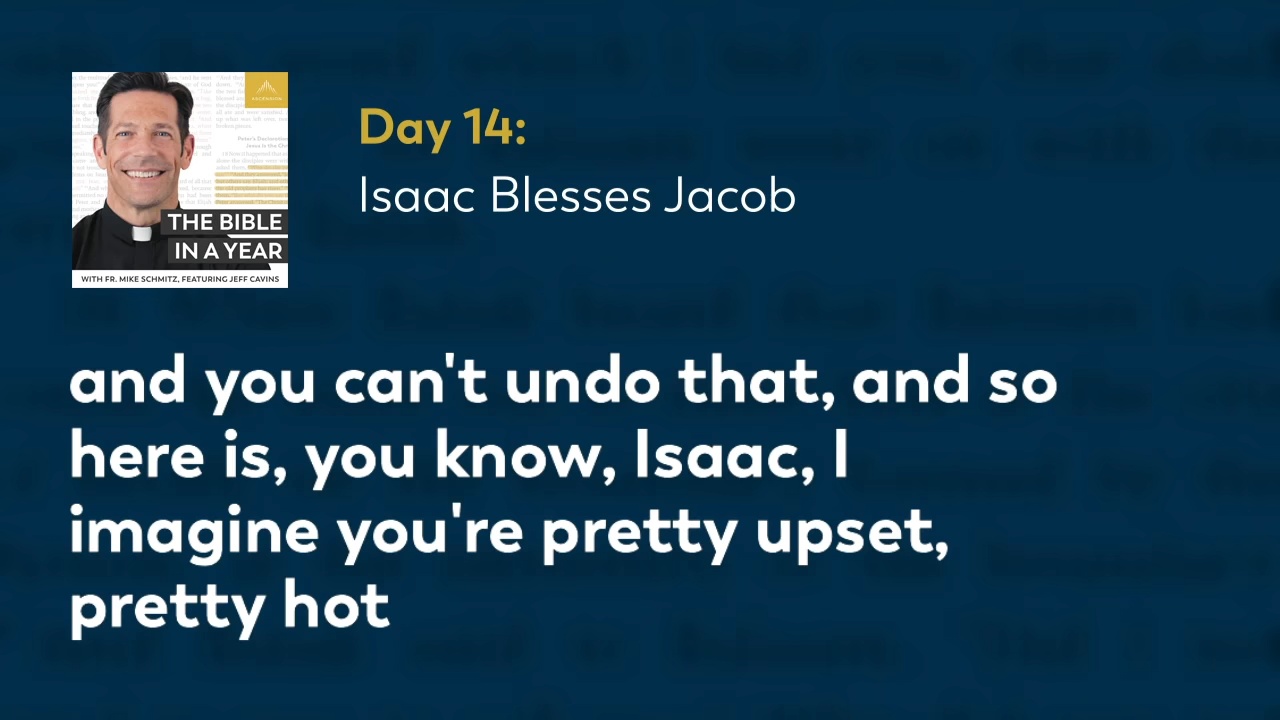 ASCENSION
THE BIBLE
IN A YEAR
WITH FR. MIKE SCHMITZ, FEATURING JEFF CAVINS
Day 14:
Isaac Blesses Jacob
and you can't undo that, and so
here is, you know, Isaac, I
imagine you're pretty upset,
pretty hot